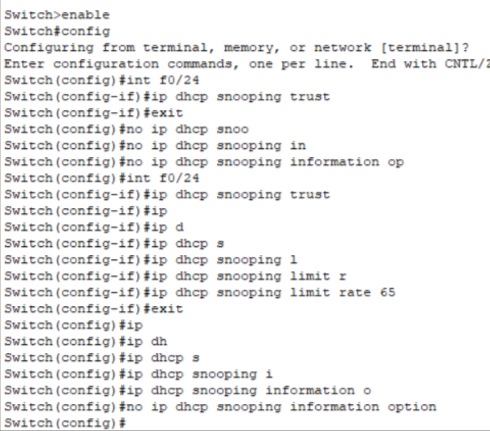 Switch>enable
Switch#config
Configuring from terminal, memory, or network [terminal]?
Enter configuration commands, one per line.  End with CNTL/Z
Switch(config)#int f0/24
Switch(config-if)#ip dhcp snooping trust
Switch(config-if)#exit
Switch(config)#no ip dhcp snoo
Switch(config)#no ip dhcp snooping in
Switch(config)#no ip dhcp snooping information op
Switch(config)#int f0/24
Switch(config-if)#ip dhcp snooping trust
Switch(config-if)#ip
Switch(config-if)#ip d
Switch(config-if)#ip dhcp s
Switch(config-if)#ip dhcp snooping l
Switch(config-if)#ip dhcp snooping limit r
Switch(config-if)#ip dhcp snooping limit rate 65
Switch(config-if)#exit
Switch(config)#ip
Switch(config)#ip dh
Switch(config)#ip dhcp s
Switch(config)#ip dhcp snooping i
Switch(config)#ip dhcp snooping information o
Switch(config)#no ip dhcp snooping information option
Switch(config)#